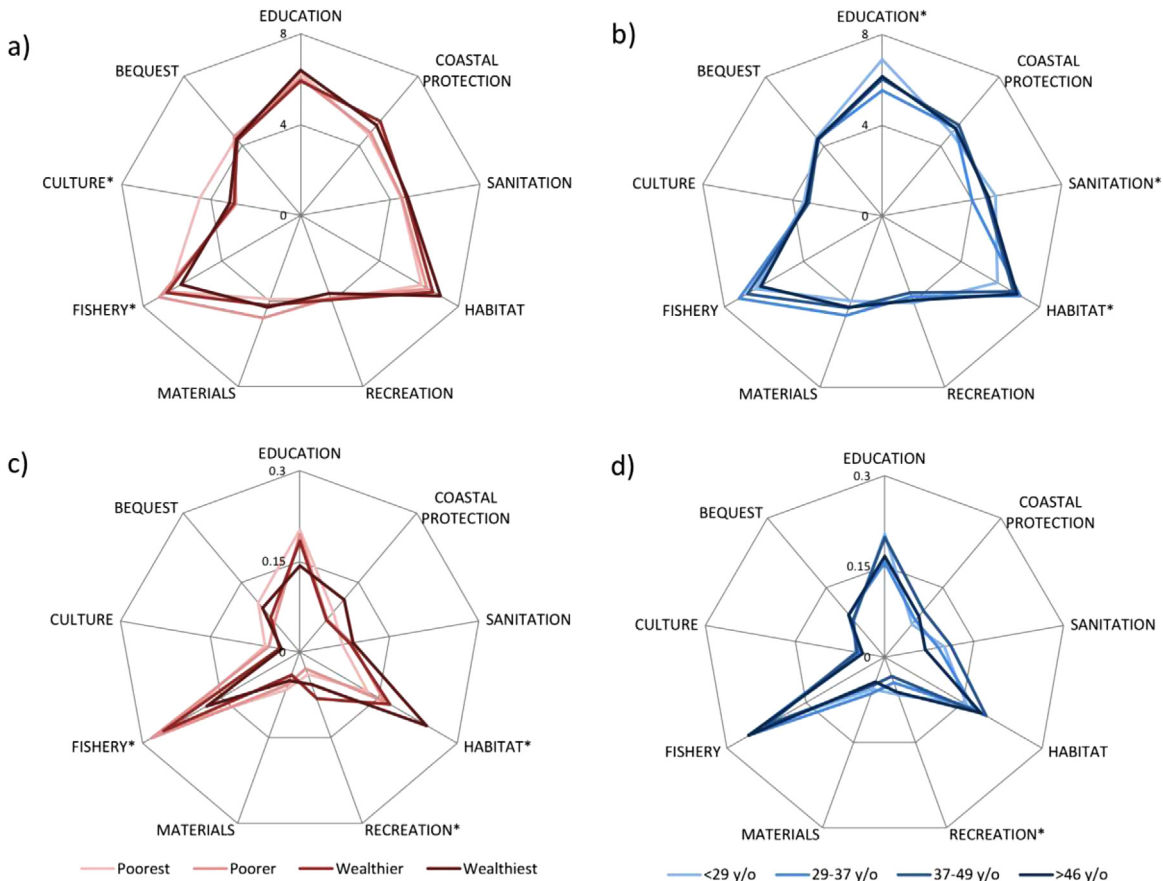 a)
EDUCATION
8
BEQUEST
COASTAL
PROTECTION
4
CULTURE*
SANITATION
0
FISHERY*
HABITAT
MATERIALS
RECREATION
b)
EDUCATION*
8
BEQUEST
COASTAL
PROTECTION
4
CULTURE
SANITATION*
0
FISHERY
HABITAT*
MATERIALS
RECREATION
c)
EDUCATION
0.3
BEQUEST
COASTAL
PROTECTION
0.15
CULTURE
SANITATION
0
FISHERY*
HABITAT*
MATERIALS
RECREATION*
Poorest Poorer Wealthier Wealthiest
d)
EDUCATION
0.3
BEQUEST
COASTAL
PROTECTION
0.15
CULTURE
SANITATION
0
FISHERY
HABITAT
MATERIALS
RECREATION*
<29 y/o 29-37 y/o 37-49 y/o >46 y/o